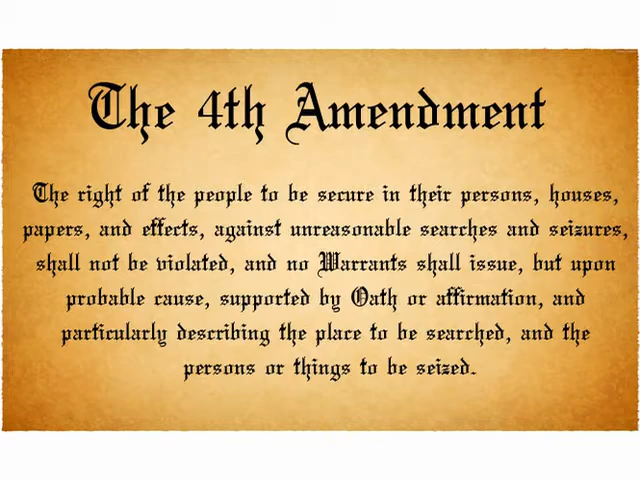 The 4th Amendment
The right of the people to be secure in their persons, houses,
papers, and effects, against unreasonable searches and seizures,
shall not be violated, and no Warrants shall issue, but upon
probable cause, supported by Oath or affirmation, and
particularly describing the place to be searched, and the
persons or things to be seized.